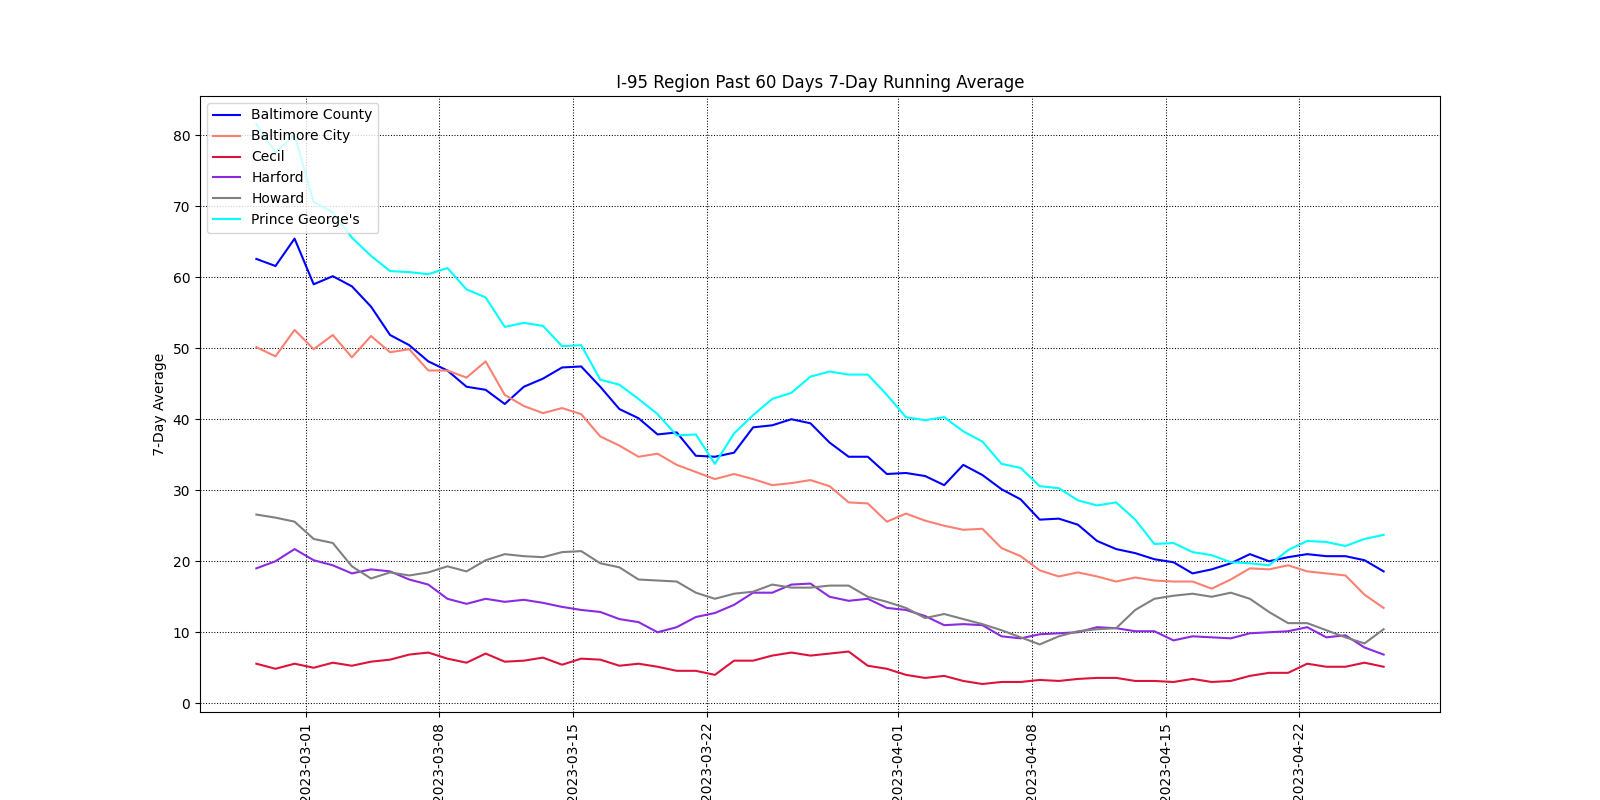 I-95 Region Past 60 Days 7-Day Running Average
Baltimore County
Baltimore City
Cecil
Harford
Howard
Prince George's
7-Day Average
80
70
60
50
40
30
20
10
0
2023-03-01
2023-03-08
2023-03-15
2023-03-22
2023-04-01
2023-04-08
2023-04-15
2023-04-22